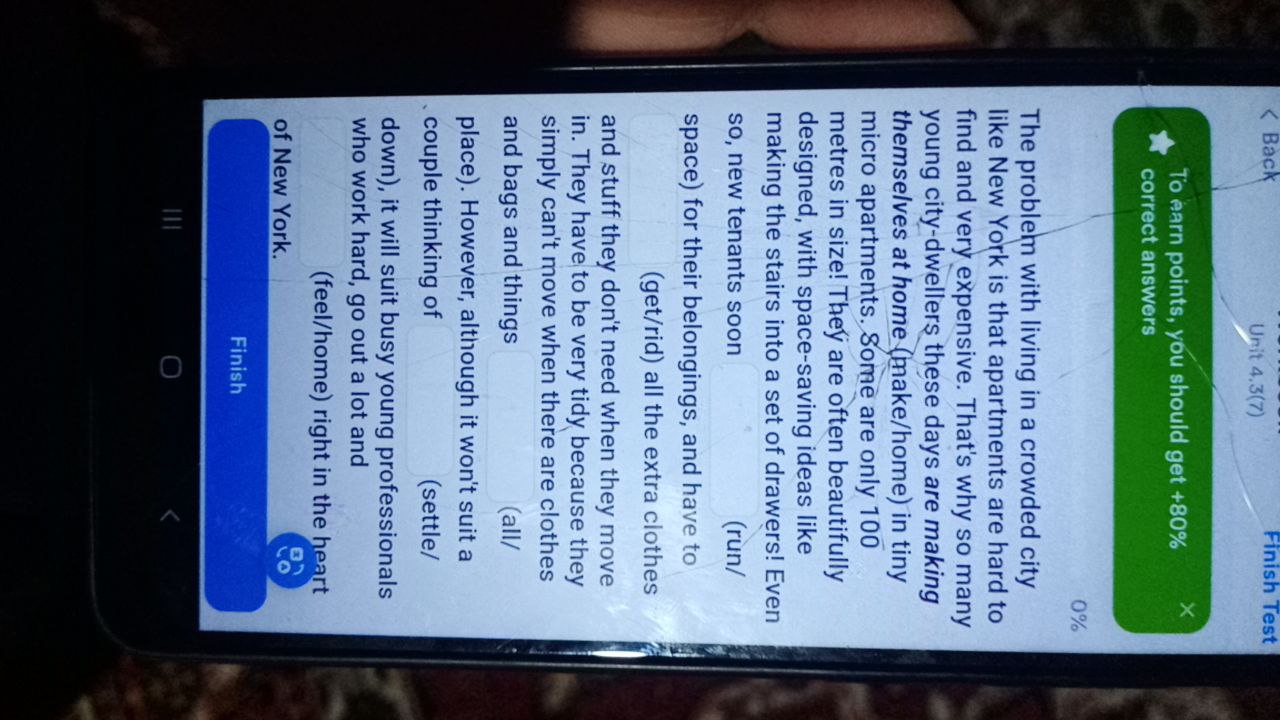 < Back
Unit 4.3(7)
Finish Test
To earn points, you should get +80%
correct answers
×
0%
The problem with living in a crowded city
like New York is that apartments are hard to
find and very expensive. That's why so many
young city-dwellers these days are making
themselves at home (make/home) in tiny
micro apartments. Some are only 100
metres in size! They are often beautifully
designed, with space-saving ideas like
making the stairs into a set of drawers! Even
so, new tenants soon (run/
space) for their belongings, and have to
(get/rid) all the extra clothes
and stuff they don't need when they move
in. They have to be very tidy because they
simply can't move when there are clothes
and bags and things (all/
place). However, although it won't suit a
couple thinking of (settle/
down), it will suit busy young professionals
who work hard, go out a lot and
(feel/home) right in the heart
of New York.
Finish